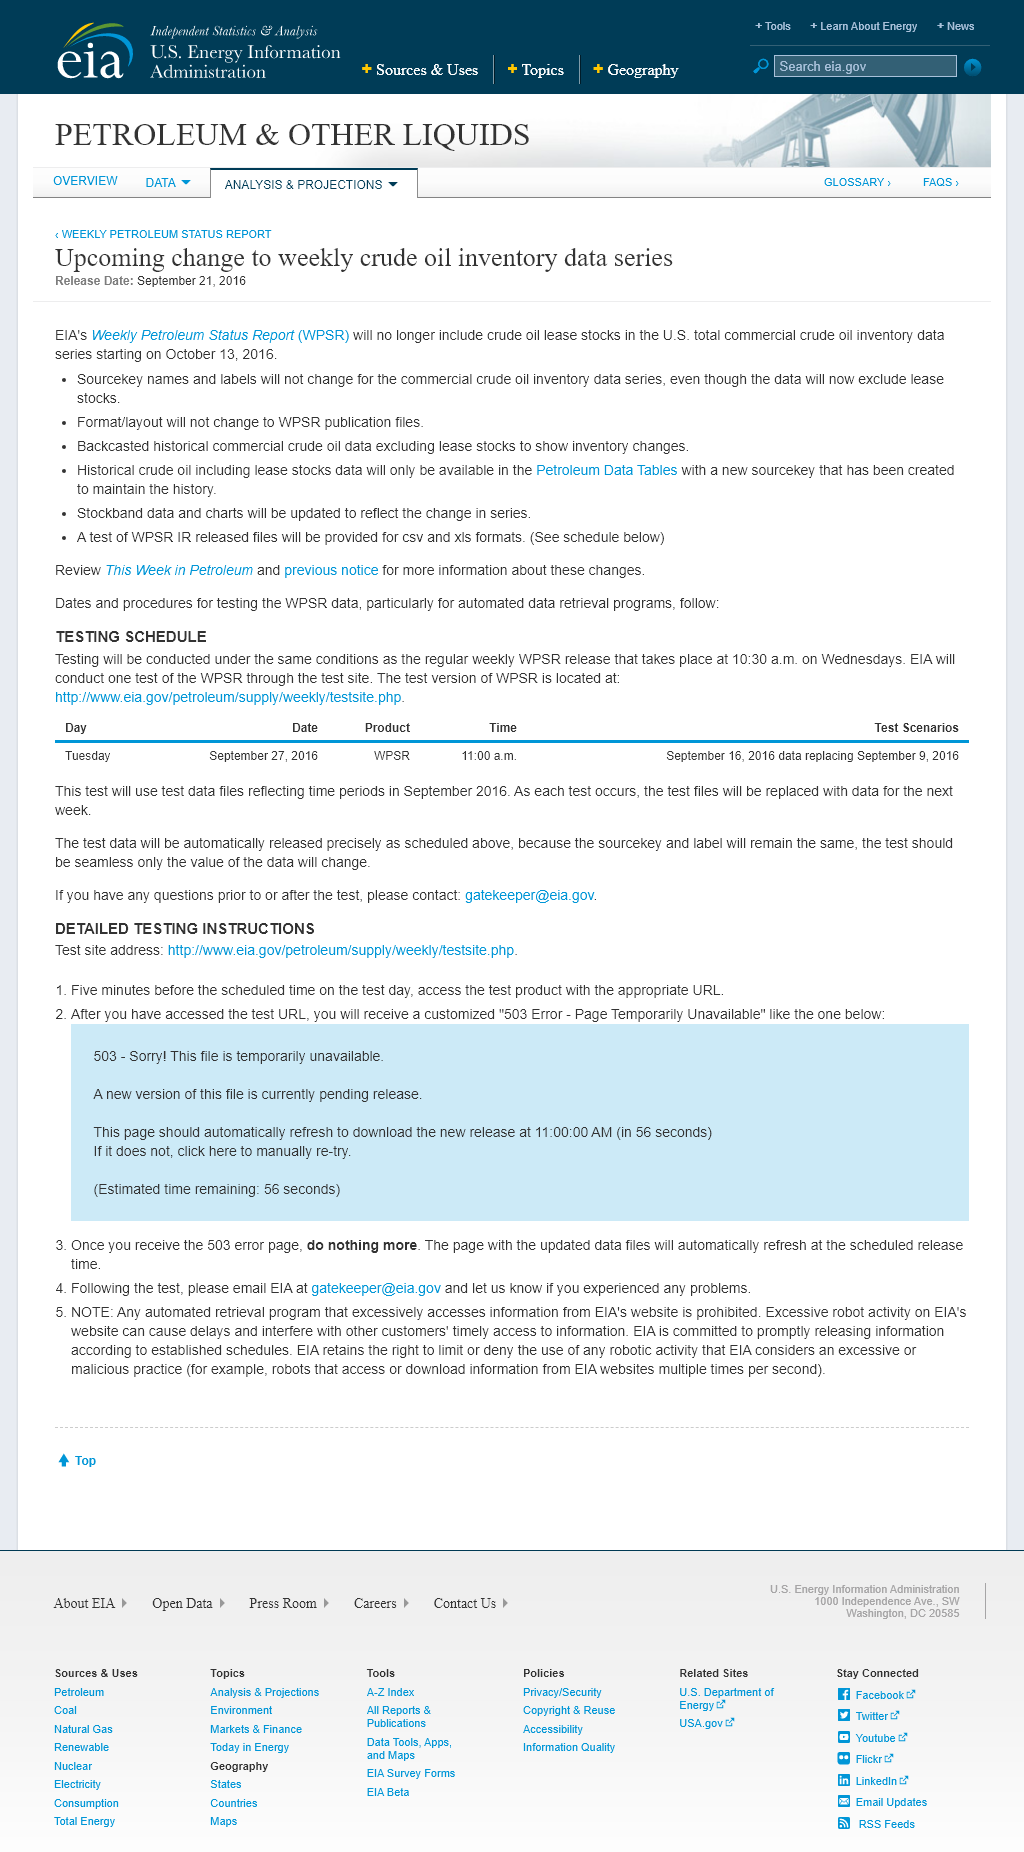 + Tools + Learn About Energy + News
Independent Statistics & Analysis
eia U.S. Energy Information
Administration
+ Sources & Uses + Topics + Geography
Search eia.gov
PETROLEUM & OTHER LIQUIDS
OVERVIEW DATA ANALYSIS & PROJECTIONS GLOSSARY › FAQS ›
‹ WEEKLY PETROLEUM STATUS REPORT
Upcoming change to weekly crude oil inventory data series
Release Date: September 21, 2016
EIA's Weekly Petroleum Status Report (WPSR) will no longer include crude oil lease stocks in the U.S. total commercial crude oil inventory data
series starting on October 13, 2016.
• Sourcekey names and labels will not change for the commercial crude oil inventory data series, even though the data will now exclude lease
stocks.
• Format/layout will not change to WPSR publication files.
• Backcasted historical commercial crude oil data excluding lease stocks to show inventory changes.
• Historical crude oil including lease stocks data will only be available in the Petroleum Data Tables with a new sourcekey that has been created
to maintain the history.
• Stockband data and charts will be updated to reflect the change in series.
• A test of WPSR IR released files will be provided for csv and xls formats. (See schedule below)
Review This Week in Petroleum and previous notice for more information about these changes.
Dates and procedures for testing the WPSR data, particularly for automated data retrieval programs, follow:
TESTING SCHEDULE
Testing will be conducted under the same conditions as the regular weekly WPSR release that takes place at 10:30 a.m. on Wednesdays. EIA will
conduct one test of the WPSR through the test site. The test version of WPSR is located at:
http://www.eia.gov/petroleum/supply/weekly/testsite.php.
Day Date Product Time Test Scenarios
Tuesday September 27, 2016 WPSR 11:00 a.m. September 16, 2016 data replacing September 9, 2016
This test will use test data files reflecting time periods in September 2016. As each test occurs, the test files will be replaced with data for the next
week.
The test data will be automatically released precisely as scheduled above, because the sourcekey and label will remain the same, the test should
be seamless only the value of the data will change.
If you have any questions prior to or after the test, please contact: gatekeeper@eia.gov.
DETAILED TESTING INSTRUCTIONS
Test site address: http://www.eia.gov/petroleum/supply/weekly/testsite.php.
1. Five minutes before the scheduled time on the test day, access the test product with the appropriate URL.
2. After you have accessed the test URL, you will receive a customized "503 Error - Page Temporarily Unavailable" like the one below:
503 - Sorry! This file is temporarily unavailable.
A new version of this file is currently pending release.
This page should automatically refresh to download the new release at 11:00:00 AM (in 56 seconds)
If it does not, click here to manually re-try.
(Estimated time remaining: 56 seconds)
3. Once you receive the 503 error page, do nothing more. The page with the updated data files will automatically refresh at the scheduled release
time.
4. Following the test, please email EIA at gatekeeper@eia.gov and let us know if you experienced any problems.
5. NOTE: Any automated retrieval program that excessively accesses information from EIA's website is prohibited. Excessive robot activity on EIA's
website can cause delays and interfere with other customers' timely access to information. EIA is committed to promptly releasing information
according to established schedules. EIA retains the right to limit or deny the use of any robotic activity that EIA considers an excessive or
malicious practice (for example, robots that access or download information from EIA websites multiple times per second).
Top
About EIA Open Data Press Room Careers Contact Us
U.S. Energy Information Administration
1000 Independence Ave., SW
Washington, DC 20585
Sources & Uses
Petroleum
Coal
Natural Gas
Renewable
Nuclear
Electricity
Consumption
Total Energy
Topics
Analysis & Projections
Environment
Markets & Finance
Today in Energy
Geography
States
Countries
Maps
Tools
A-Z Index
All Reports &
Publications
Data Tools, Apps,
and Maps
EIA Survey Forms
EIA Beta
Policies
Privacy/Security
Copyright & Reuse
Accessibility
Information Quality
Related Sites
U.S. Department of
Energy
USA.gov
Stay Connected
Facebook
Twitter
Youtube
Flickr
LinkedIn
Email Updates
RSS Feeds